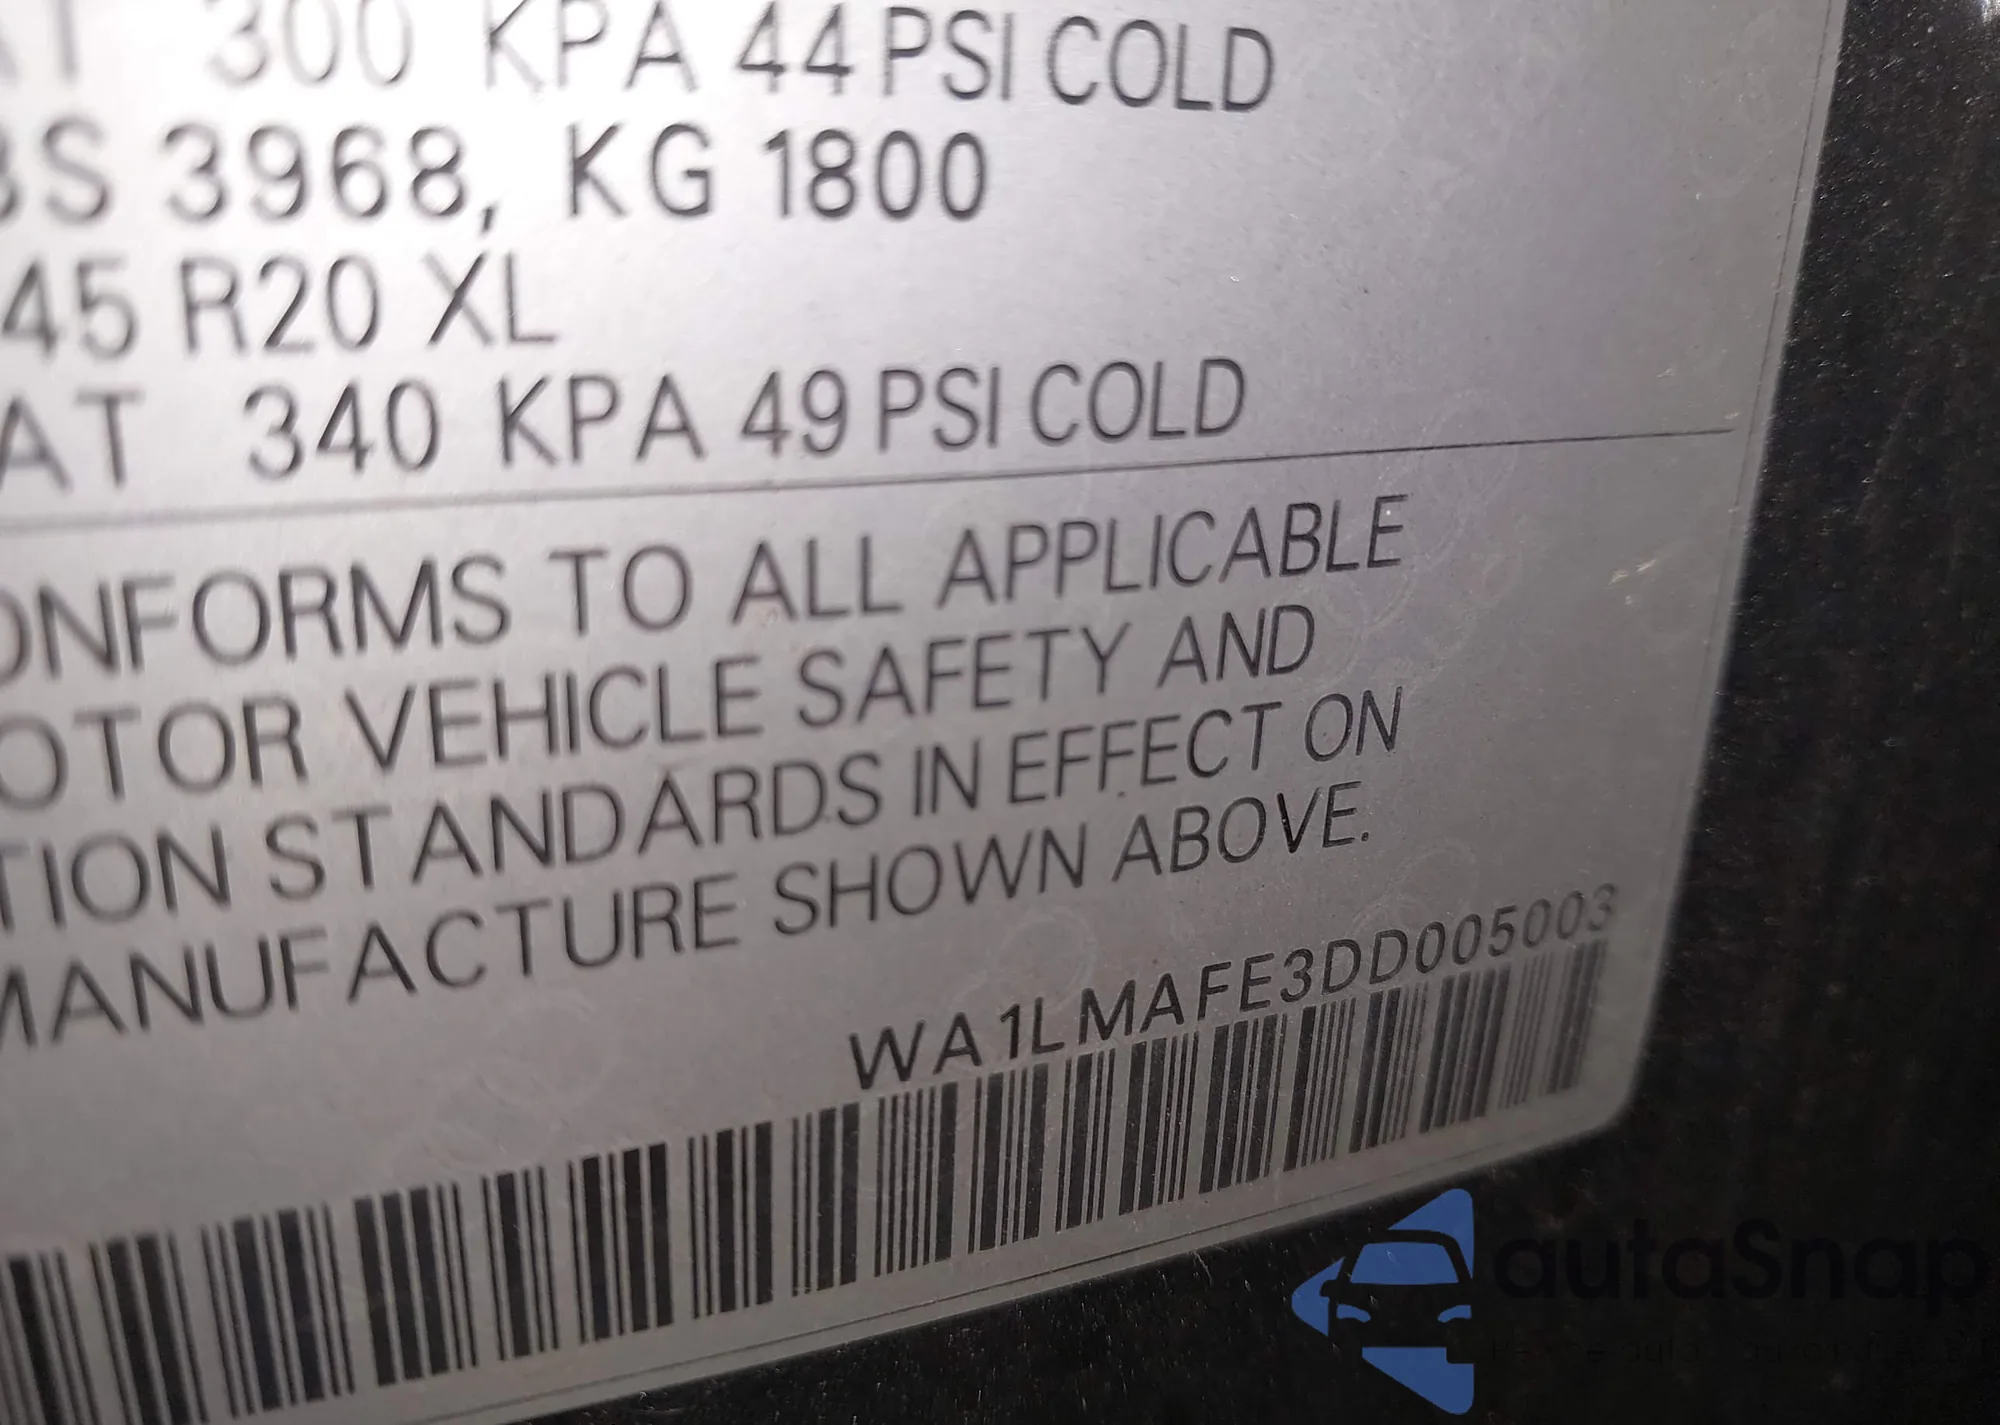 AT 300 KPA 44 PSI COLD
BS 3968, KG 1800
45 R20 XL
AT 340 KPA 49 PSI COLD
ONFORMS TO ALL APPLICABLE
OTOR VEHICLE SAFETY AND
TION STANDARDS IN EFFECT ON
MANUFACTURE SHOWN ABOVE.
WA1LMAFE3DD005003
autaSnap